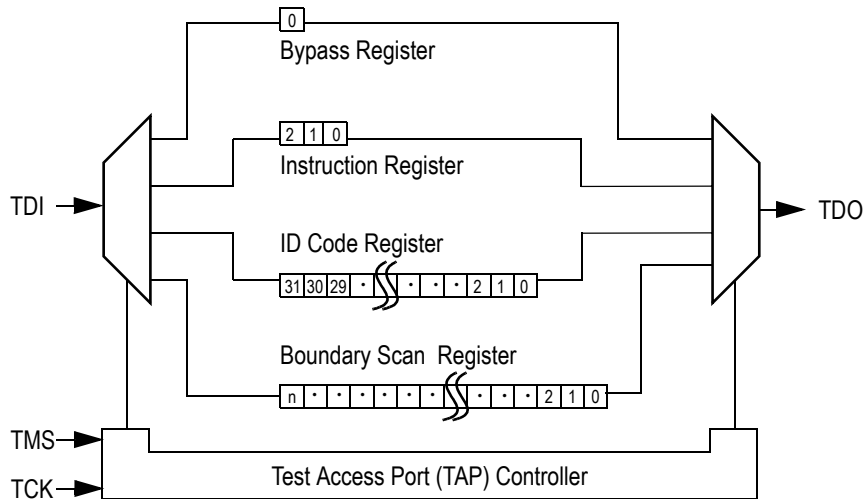 0
Bypass Register
2 1 0
Instruction Register
TDI
TDO
ID Code Register
31 30 29 · · · · 2 1 0
Boundary Scan Register
n · · · · · · · · · 2 1 0
TMS
Test Access Port (TAP) Controller
TCK